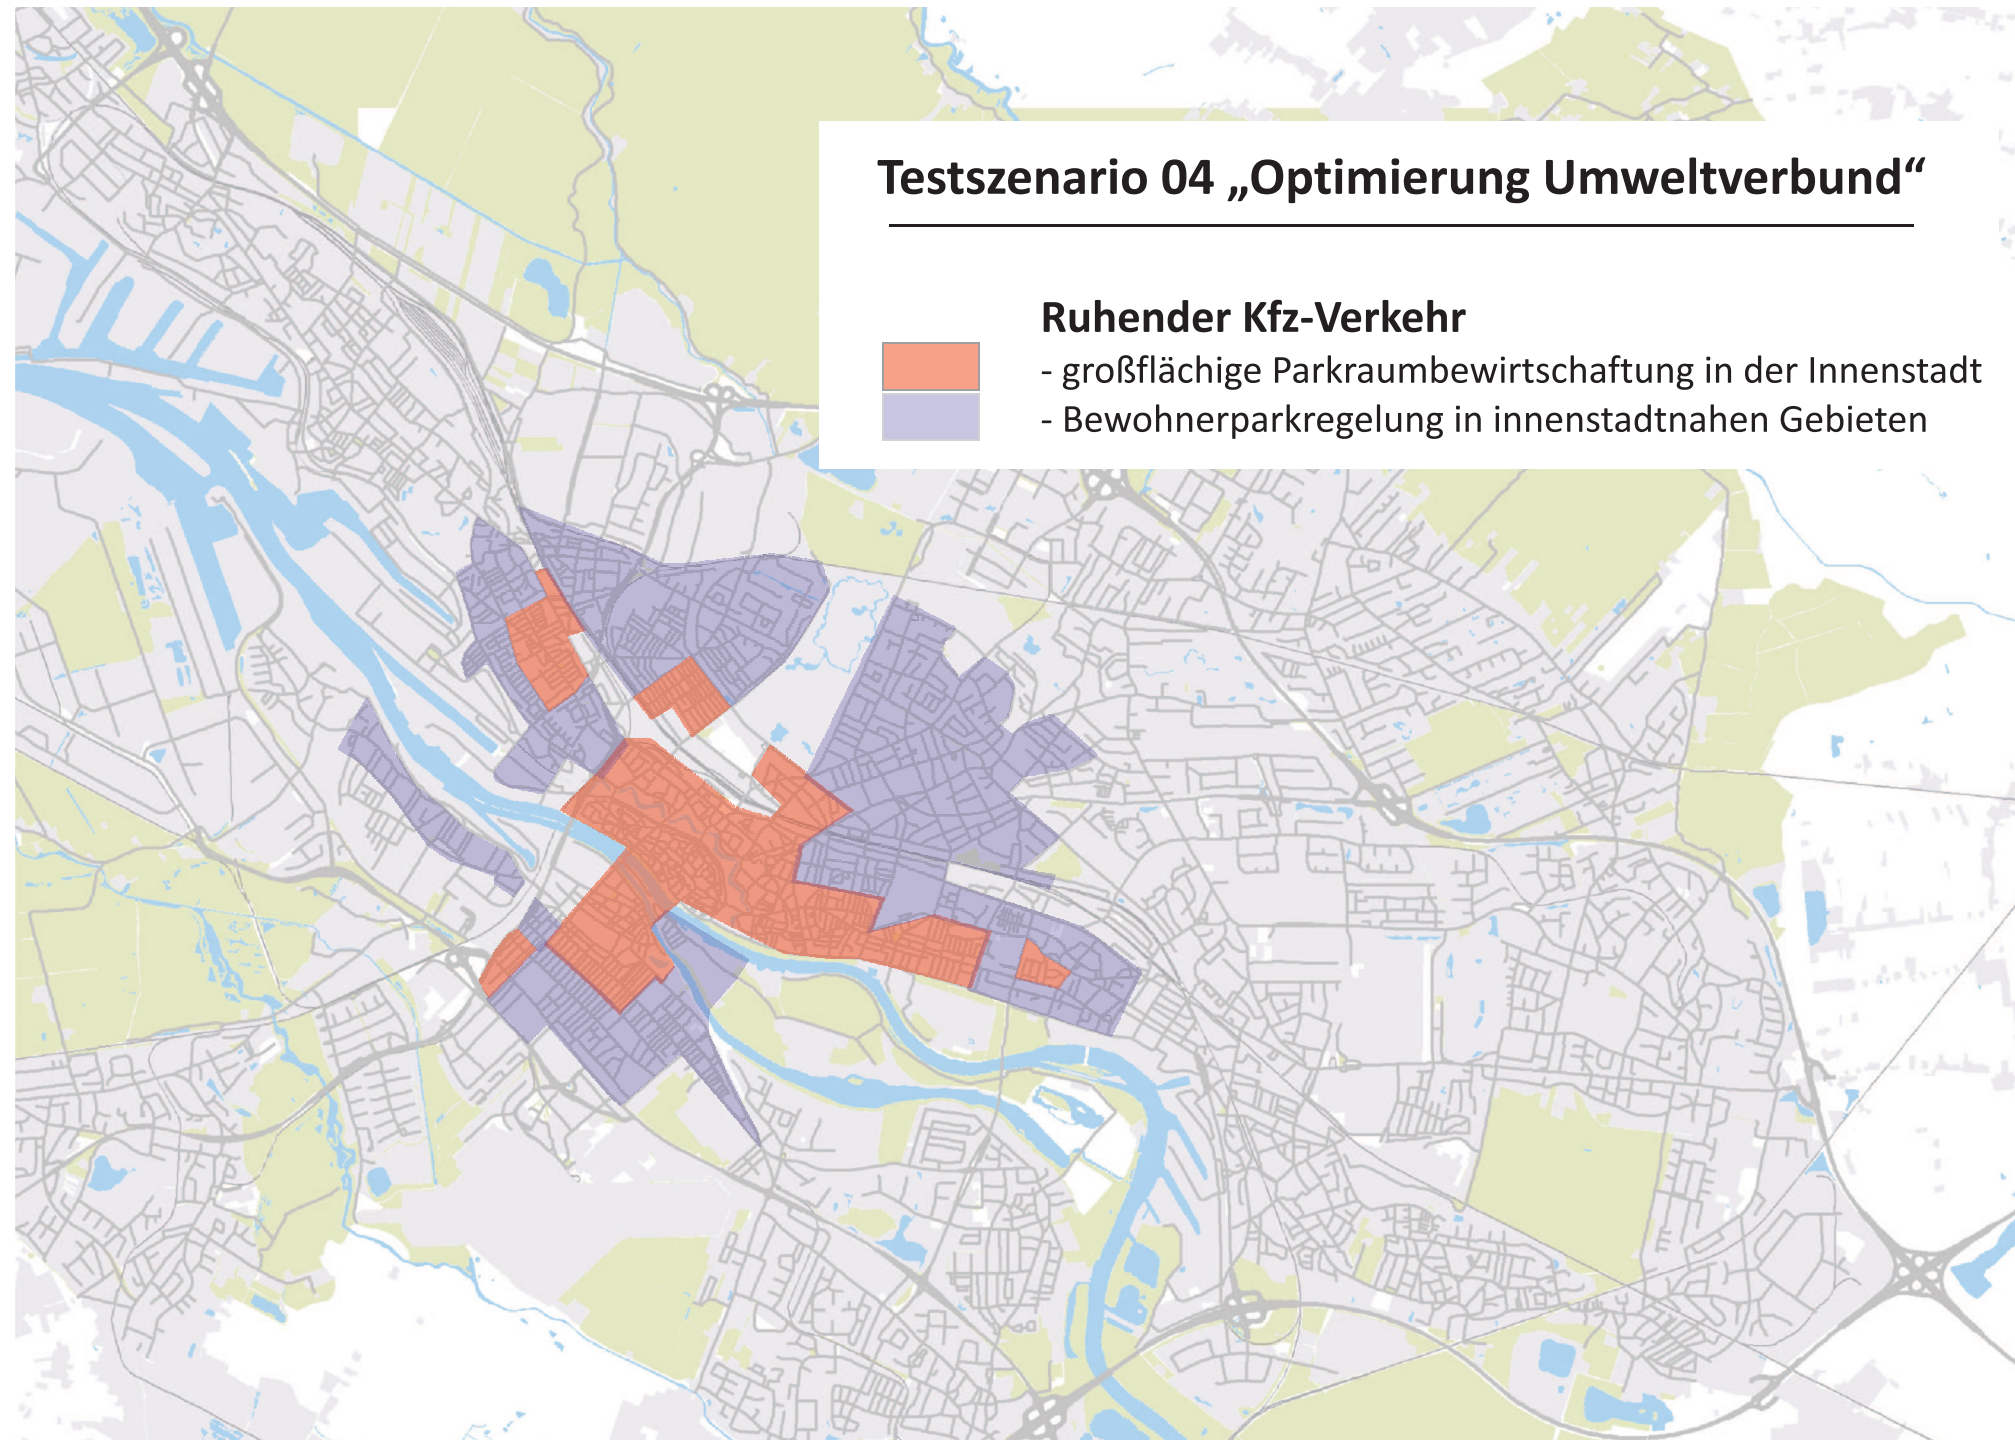 Testszenario 04 „Optimierung Umweltverbund“
Ruhender Kfz-Verkehr
- großflächige Parkraumbewirtschaftung in der Innenstadt
- Bewohnerparkregelung in innenstadtnahen Gebieten